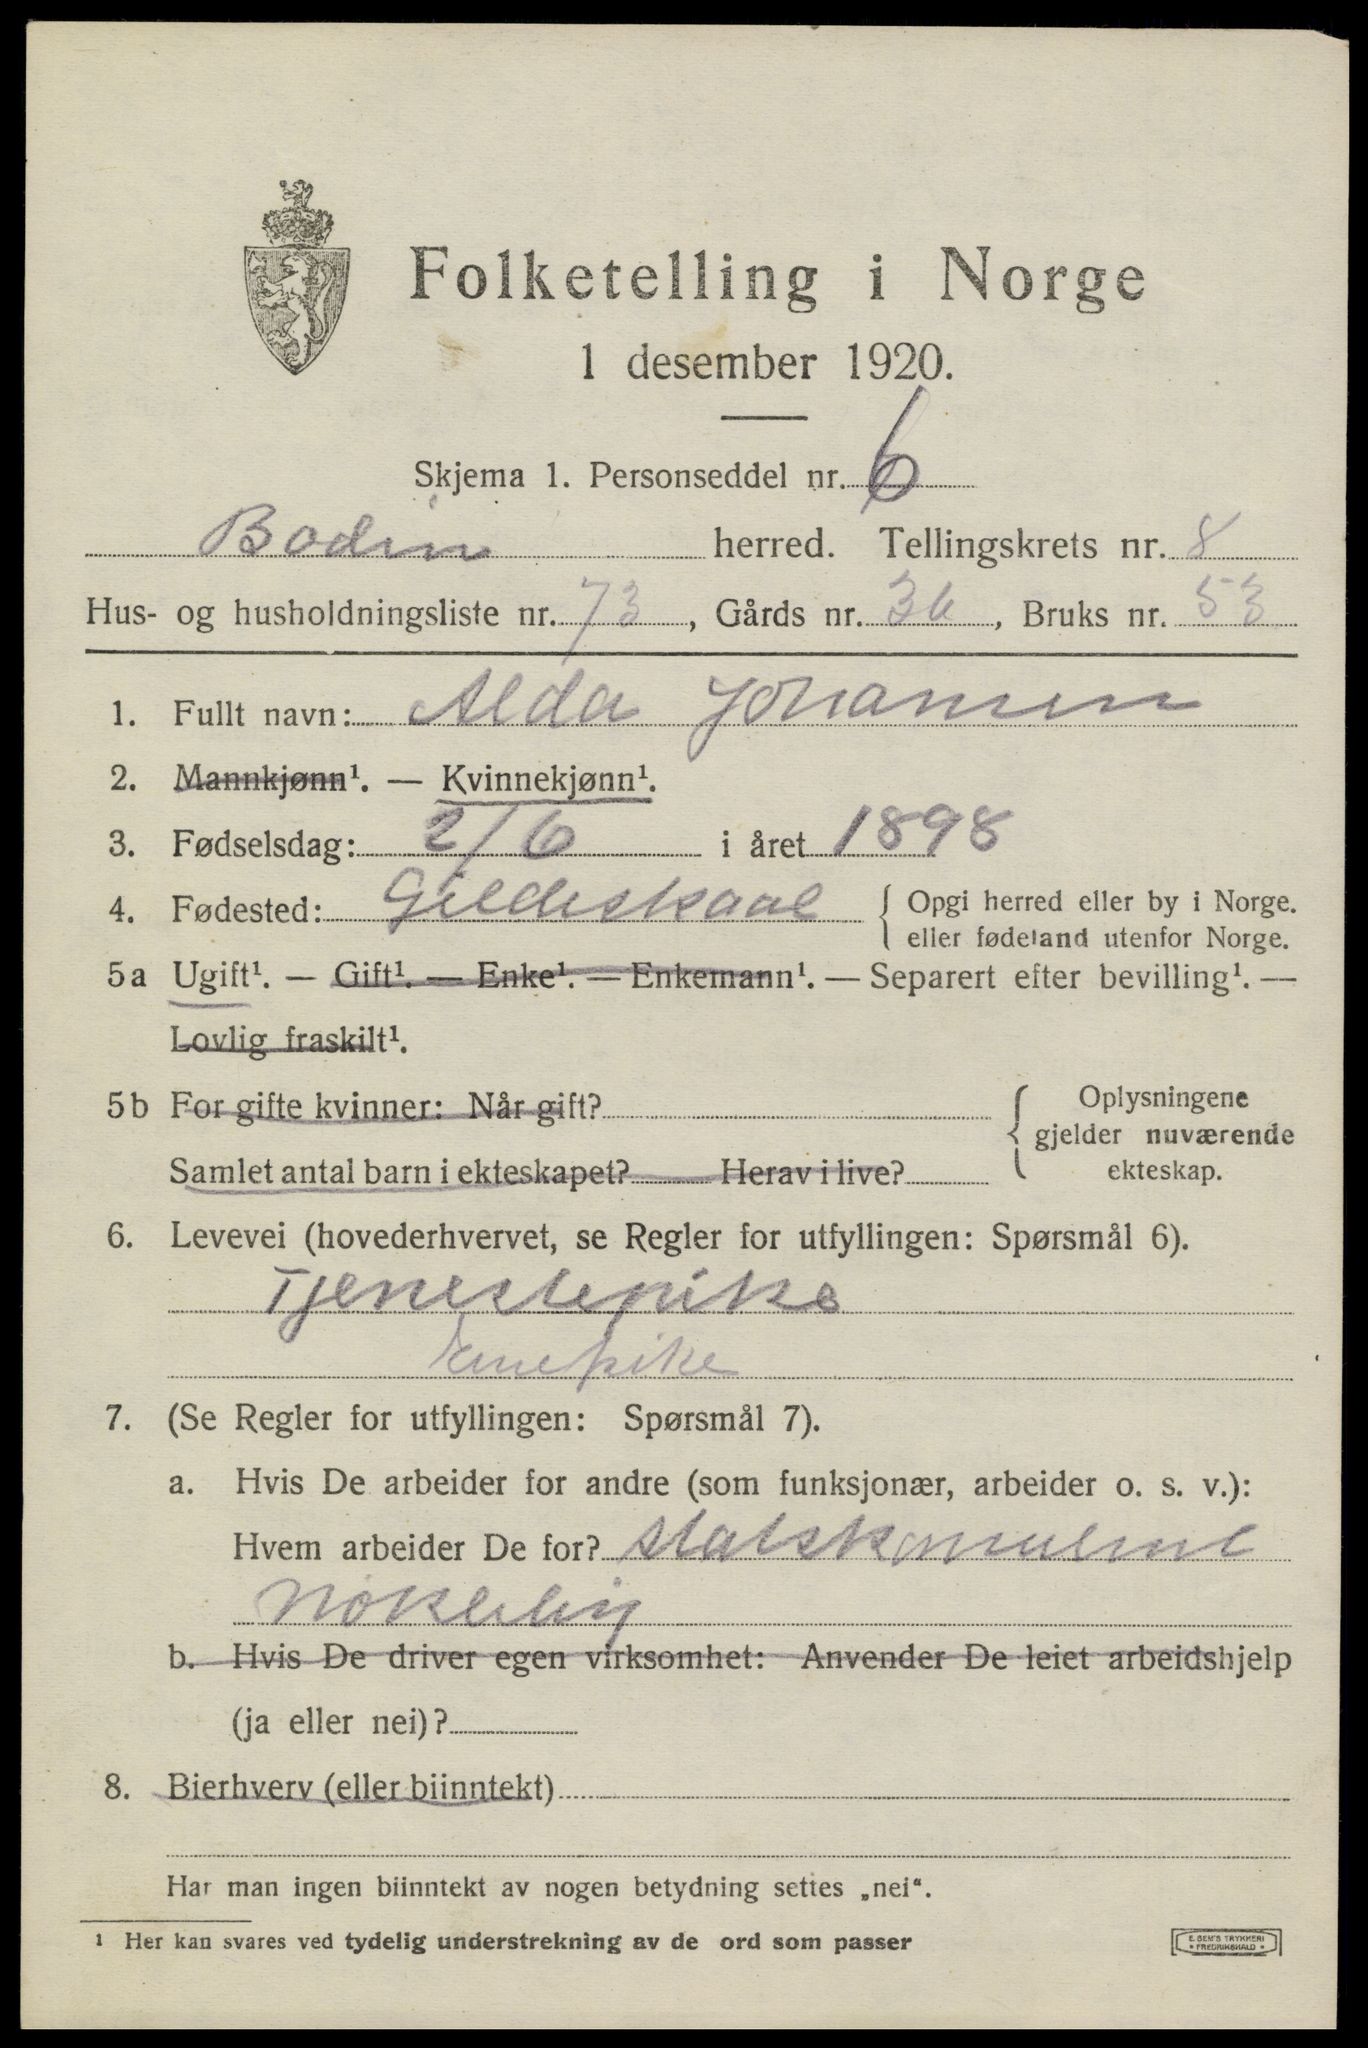 Folketelling i Norge
1 desember 1920.
Skjema 1. Personseddel nr. 6
Bodin herred. Tellingskrets nr. 8
Hus- og husholdningsliste nr. 73, Gårds nr. 36, Bruks nr. 53
1. Fullt navn: Alda Johansen
2. Mannkjønn¹. — Kvinnekjønn¹.
3. Fødselsdag: 2/6 i året 1898
4. Fødested: Gildeskaal { Opgi herred eller by i Norge.
eller fødeland utenfor Norge.
5a Ugift¹. — Gift¹. — Enke¹. — Enkemann¹. — Separert efter bevilling¹. —
Lovlig fraskilt¹.
5b For gifte kvinner: Når gift?
Samlet antal barn i ekteskapet? Herav i live?
{ Oplysningene
gjelder nuværende
ekteskap.
6. Levevei (hovederhvervet, se Regler for utfyllingen: Spørsmål 6).
Tjenestepike
Enepike
7. (Se Regler for utfyllingen: Spørsmål 7).
a. Hvis De arbeider for andre (som funksjonær, arbeider o. s. v.):
Hvem arbeider De for?
Nøkleby
b. Hvis De driver egen virksomhet: Anvender De leiet arbeidshjelp
(ja eller nei)?
8. Bierhverv (eller biinntekt)
Har man ingen biinntekt av nogen betydning settes „nei“.
¹ Her kan svares ved tydelig understrekning av de ord som passer
E. SEM'S TRYKKERI
* FREDRIKSHALD *